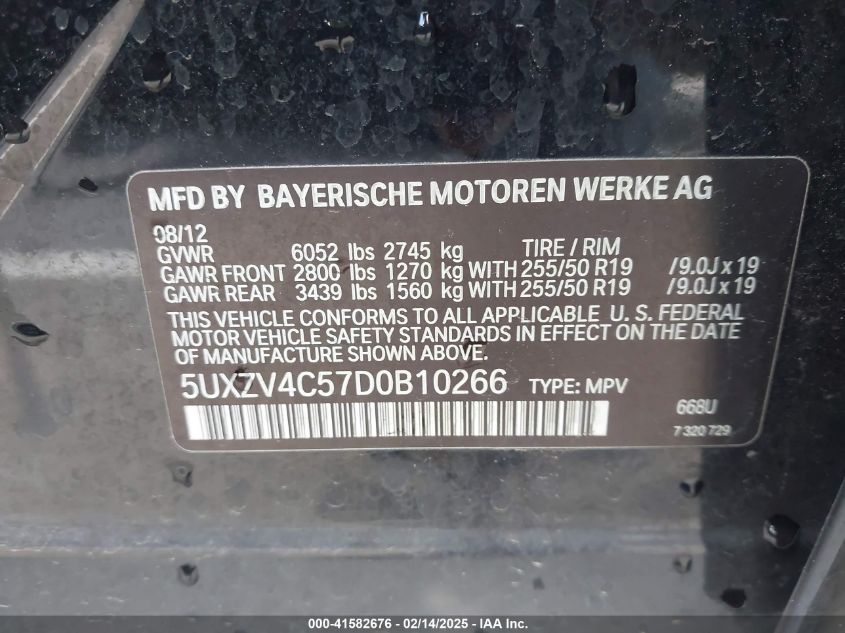 MFD BY BAYERISCHE MOTOREN WERKE AG
08/12
GVWR 6052 lbs 2745 kg TIRE / RIM
GAWR FRONT 2800 lbs 1270 kg WITH 255/50 R19 /9.0J x 19
GAWR REAR 3439 lbs 1560 kg WITH 255/50 R19 /9.0J x 19
THIS VEHICLE CONFORMS TO ALL APPLICABLE U. S. FEDERAL
MOTOR VEHICLE SAFETY STANDARDS IN EFFECT ON THE DATE
OF MANUFACTURE SHOWN ABOVE.
5UXZV4C57D0B10266 TYPE: MPV
668U
7 320 729
000-41582676 - 02/14/2025 - IAA Inc.